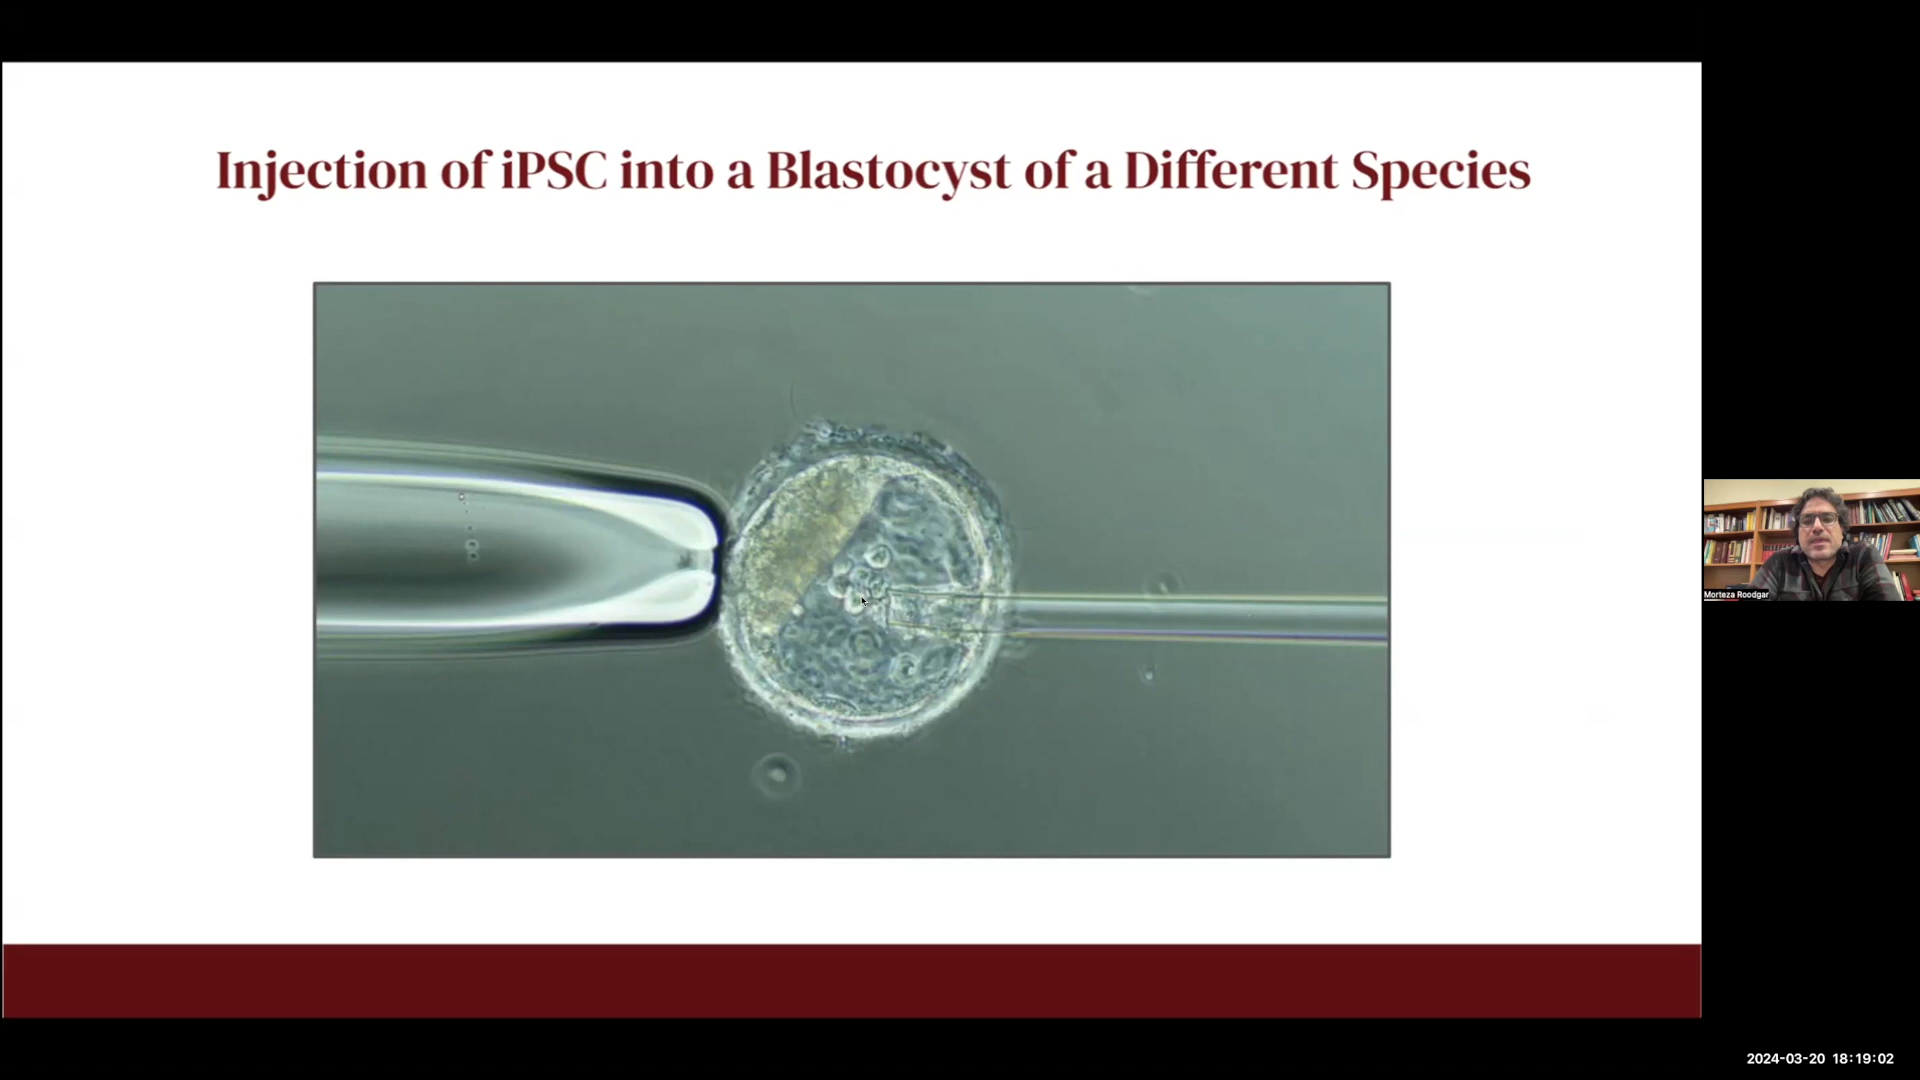 Injection of iPSC into a Blastocyst of a Different Species
Morteza Roodgar
2024-03-20 18:19:02